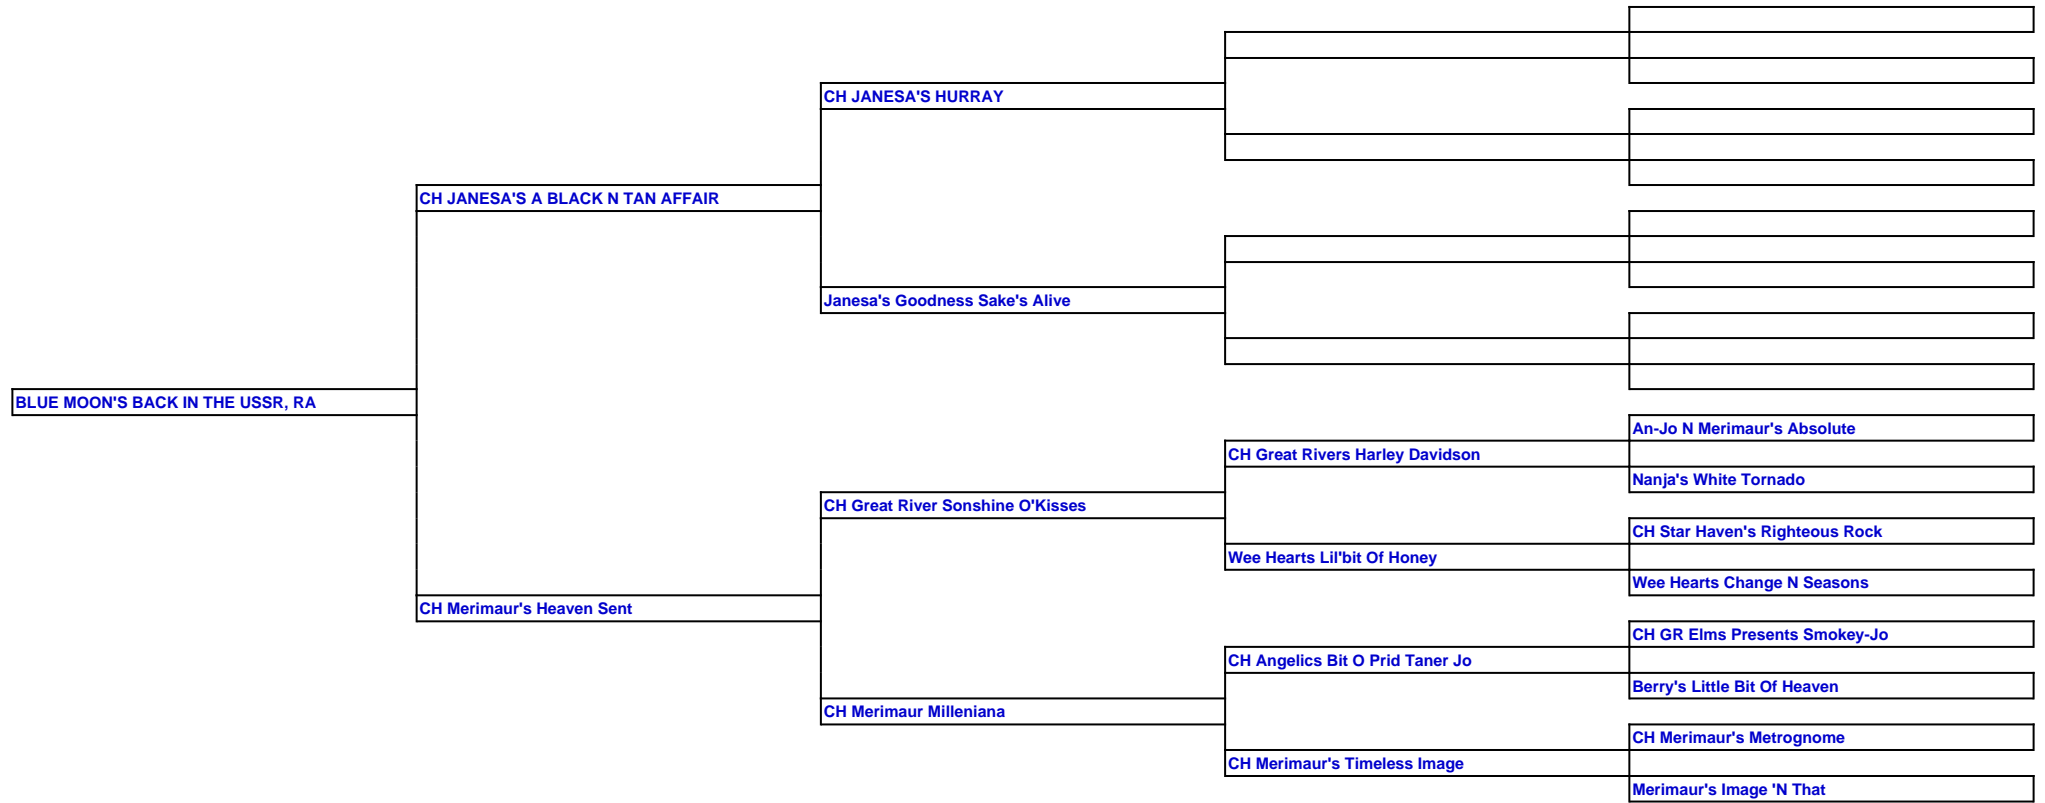 CH JANESA'S HURRAY
CH JANESA'S A BLACK N TAN AFFAIR
Janesa's Goodness Sake's Alive
BLUE MOON'S BACK IN THE USSR, RA
An-Jo N Merimaur's Absolute
CH Great Rivers Harley Davidson
Nanja's White Tornado
CH Great River Sonshine O'Kisses
CH Star Haven's Righteous Rock
Wee Hearts Lil'bit Of Honey
Wee Hearts Change N Seasons
CH Merimaur's Heaven Sent
CH GR Elms Presents Smokey-Jo
CH Angelics Bit O Prid Taner Jo
Berry's Little Bit Of Heaven
CH Merimaur Milleniana
CH Merimaur's Metrognome
CH Merimaur's Timeless Image
Merimaur's Image 'N That